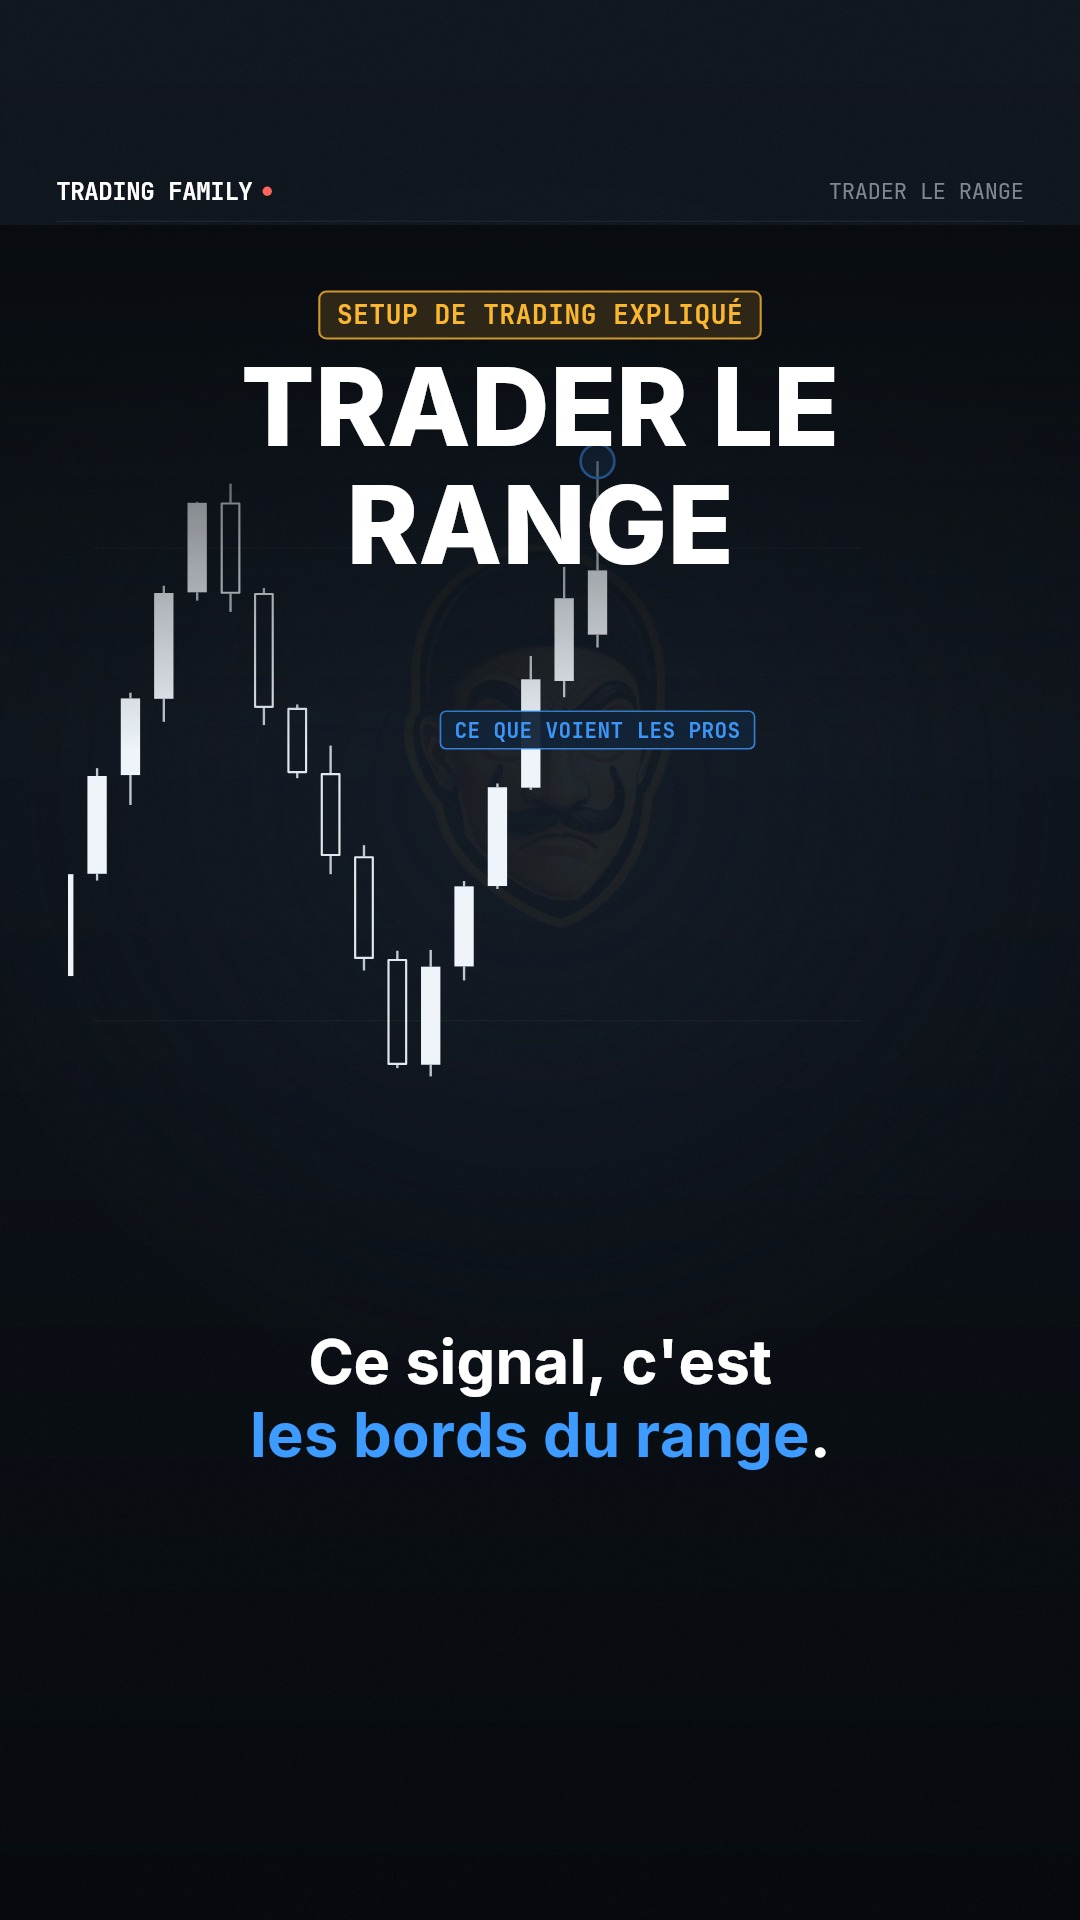 TRADING FAMILY
TRADER LE RANGE
SETUP DE TRADING EXPLIQUÉ
TRADER LE
RANGE
CE QUE VOIENT LES PROS
Ce signal, c'est
les bords du range.